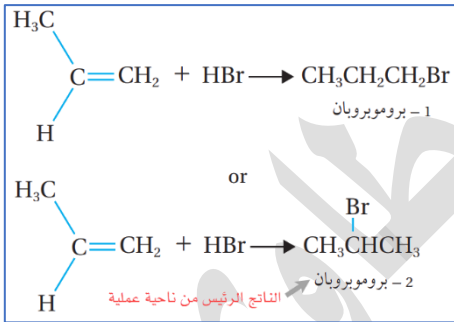 H₃C
C=CH₂ + HBr → CH₃CH₂CH₂Br
H
1 – بروموبروبان
or
H₃C
Br
C=CH₂ + HBr → CH₃CHCH₃
H
2 – بروموبروبان
الناتج الرئيس من ناحية عملية